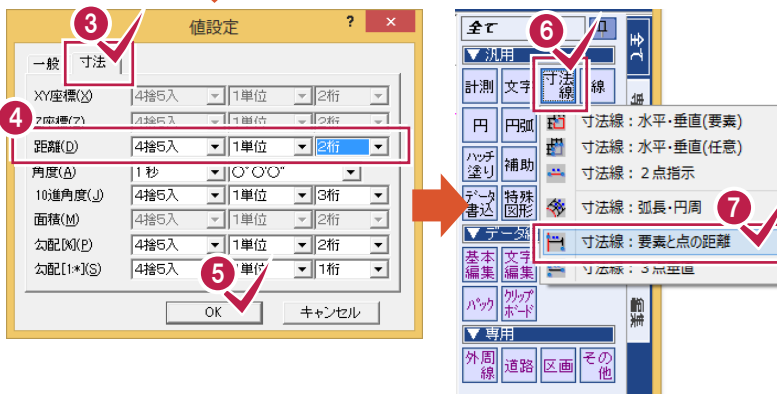 3
値設定 ? ×
一般 寸法
XY座標(X) 4捨5入 1単位 2桁
4
Z座標(Z) 4捨5入 1単位 2桁
距離(D) 4捨5入 1単位 2桁
角度(A) 1秒 O°O'O"
10進角度(J) 4捨5入 1単位 3桁
面積(M) 4捨5入 1単位 2桁
勾配[%](P) 4捨5入 1単位 2桁
勾配[1:*](S) 4捨5入 1単位 1桁
5
OK キャンセル
6
全て
全て
▼ 汎用
計測 文字 寸法線 線
円 円弧
ハッチ塗り 補助
データ書込 特殊図形
寸法線：水平・垂直(要素)
寸法線：水平・垂直(任意)
寸法線：２点指示
寸法線：弧長・円周
7
寸法線：要素と点の距離
寸法線：３点垂直
▼ データ編
基本編集 文字編集
パック クリップボード
編集
▼ 専用
外周線 道路 区画 その他